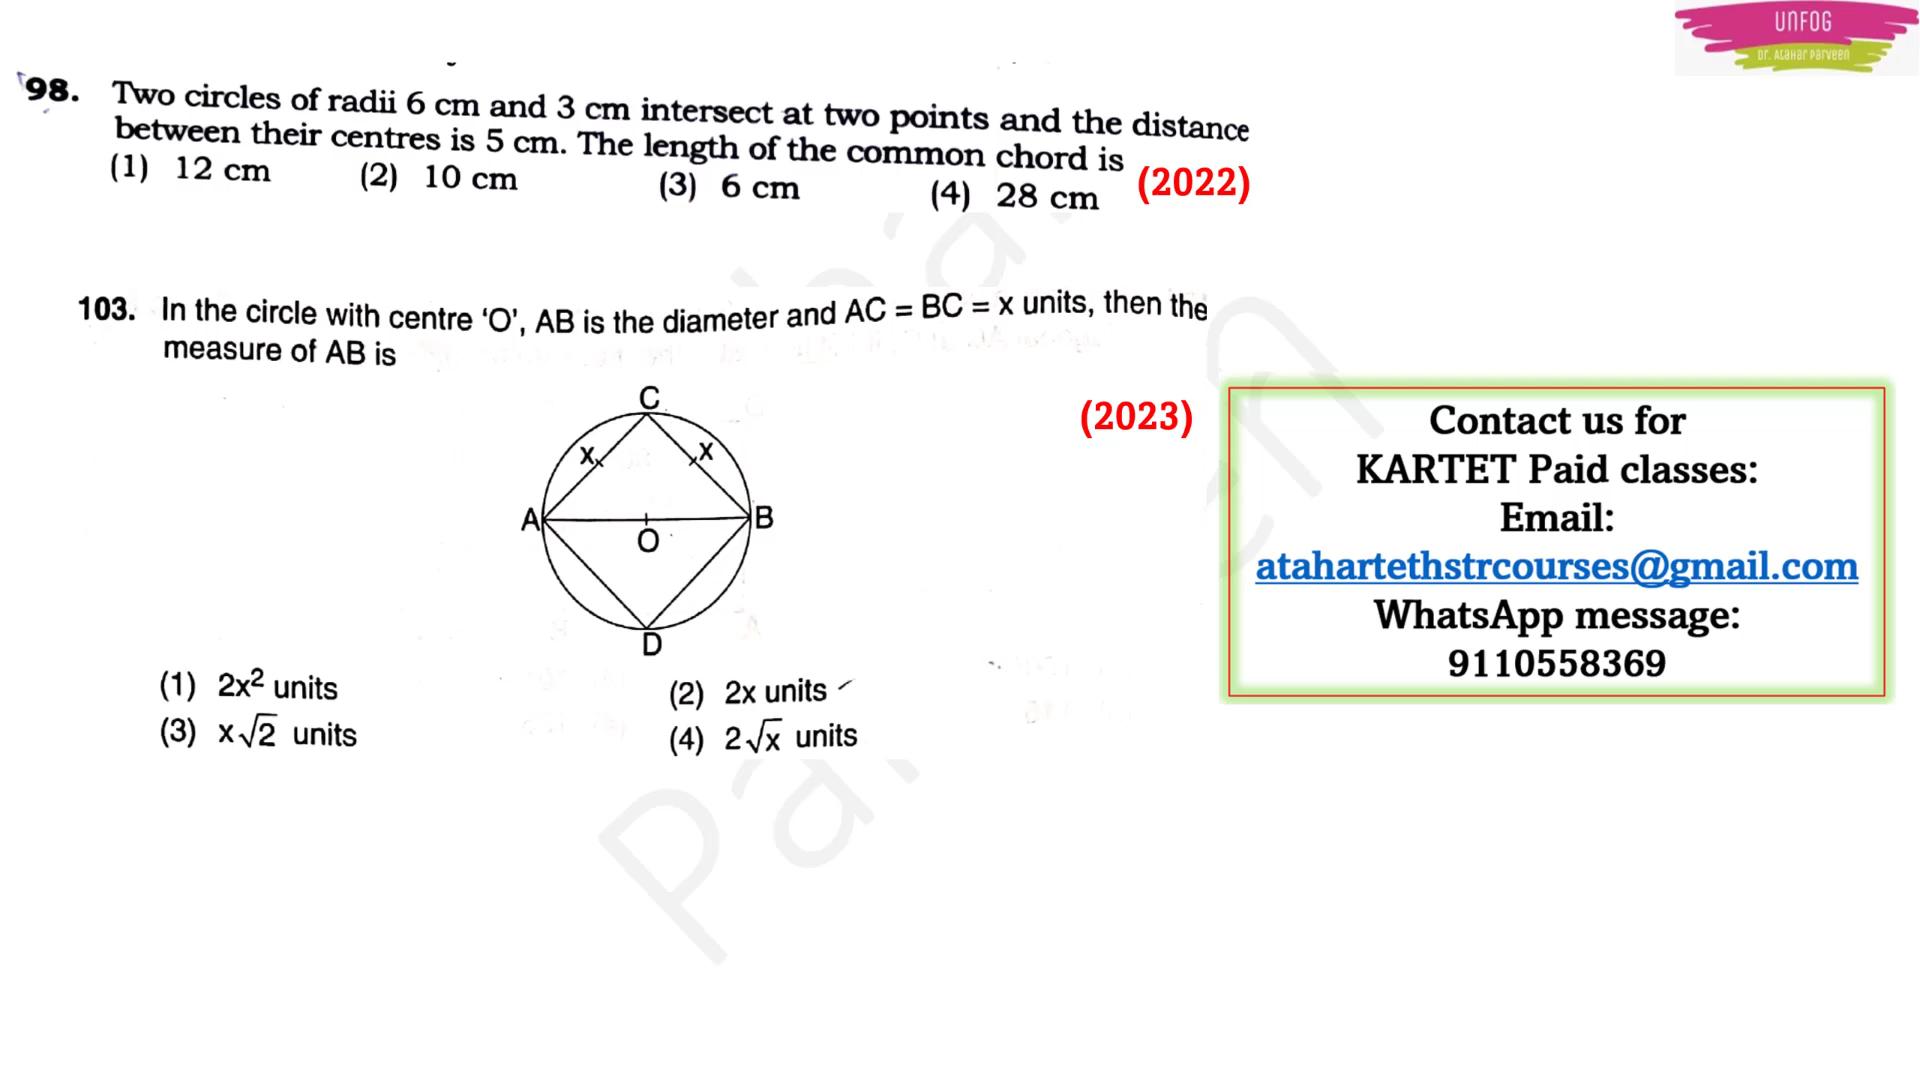 UNFOG
Dr. Atahar Parveen
98. Two circles of radii 6 cm and 3 cm intersect at two points and the distance
between their centres is 5 cm. The length of the common chord is
(1) 12 cm (2) 10 cm (3) 6 cm (4) 28 cm (2022)
103. In the circle with centre ‘O’, AB is the diameter and AC = BC = x units, then the
measure of AB is
C
(2023)
x x
A B
O
D
(1) 2x² units (2) 2x units
(3) x√2 units (4) 2√x units
Contact us for
KARTET Paid classes:
Email:
atahartethstrcourses@gmail.com
WhatsApp message:
9110558369